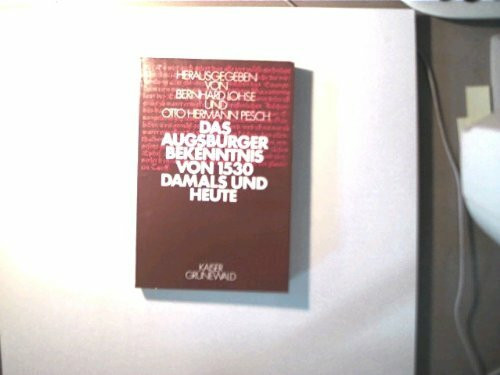 HERAUSGEGEBEN
VON
BERNHARD LOHSE
UND
OTTO HERMANN PESCH
DAS
AUGSBURGER
BEKENNTNIS
VON 1530
DAMALS UND
HEUTE
KAISER
GRÜNEWALD